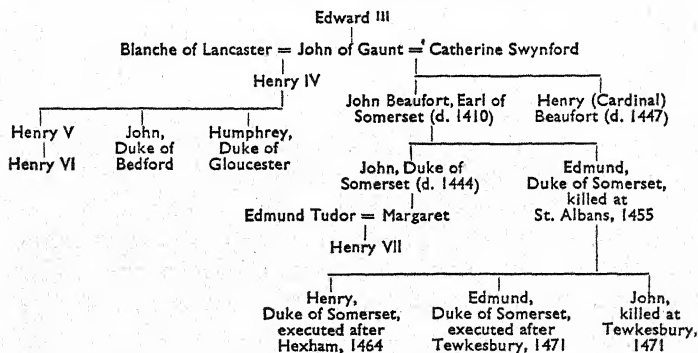 Edward III
Blanche of Lancaster = John of Gaunt = Catherine Swynford
Henry IV
John Beaufort, Earl of Somerset (d. 1410)
Henry (Cardinal) Beaufort (d. 1447)
Henry V
John, Duke of Bedford
Humphrey, Duke of Gloucester
Henry VI
John, Duke of Somerset (d. 1444)
Edmund, Duke of Somerset, killed at St. Albans, 1455
Edmund Tudor = Margaret
Henry VII
Henry, Duke of Somerset, executed after Hexham, 1464
Edmund, Duke of Somerset, executed after Tewkesbury, 1471
John, killed at Tewkesbury, 1471